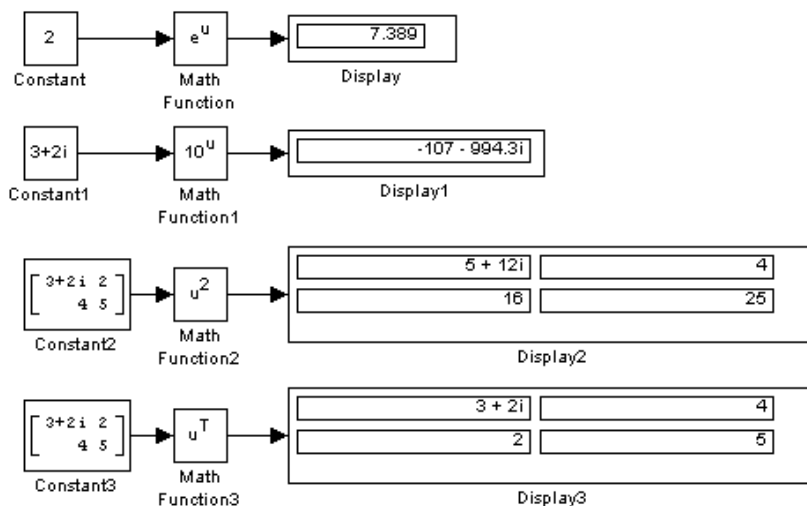 2
e^u
7.389
Constant
Math
Function
Display
3+2i
10^u
-107 - 994.3i
Constant1
Math
Function1
Display1
3+2i 2
4 5
u^2
5 + 12i 4
16 25
Constant2
Math
Function2
Display2
3+2i 2
4 5
u^T
3 + 2i 4
2 5
Constant3
Math
Function3
Display3